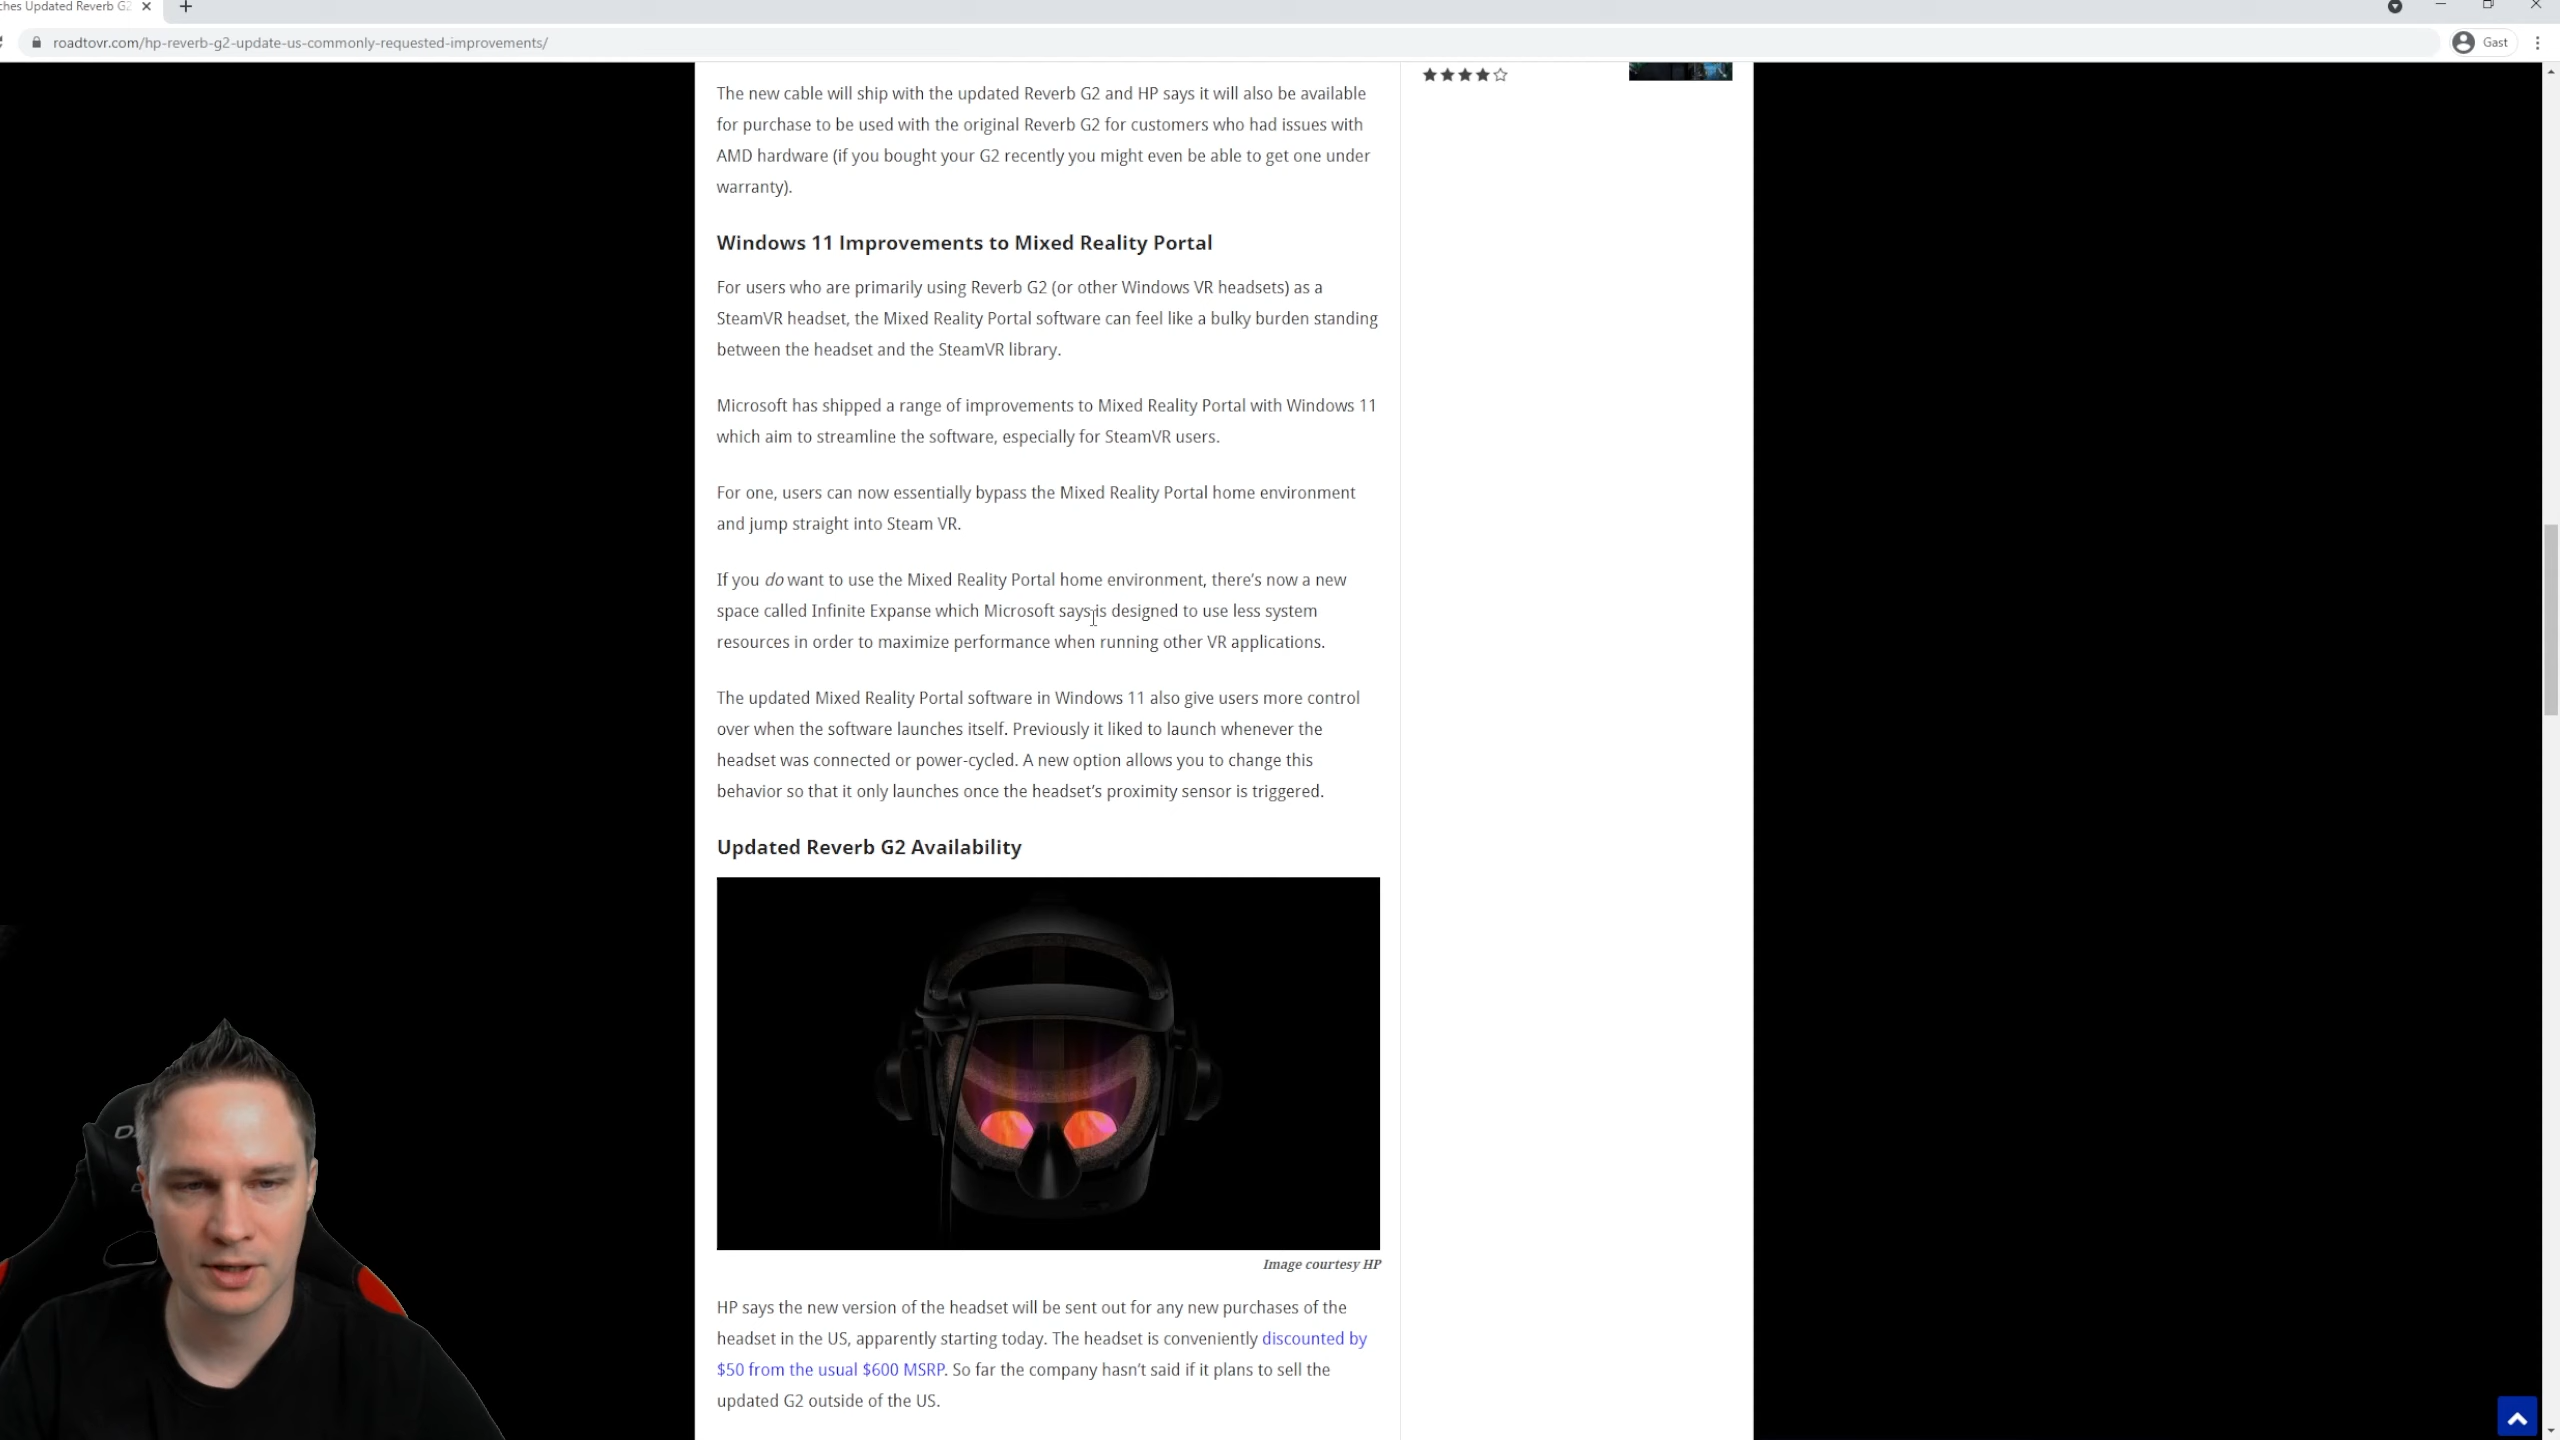 ches Updated Reverb G2
roadtovr.com/hp-reverb-g2-update-us-commonly-requested-improvements/
Gast
The new cable will ship with the updated Reverb G2 and HP says it will also be available
for purchase to be used with the original Reverb G2 for customers who had issues with
AMD hardware (if you bought your G2 recently you might even be able to get one under
warranty).
Windows 11 Improvements to Mixed Reality Portal
For users who are primarily using Reverb G2 (or other Windows VR headsets) as a
SteamVR headset, the Mixed Reality Portal software can feel like a bulky burden standing
between the headset and the SteamVR library.
Microsoft has shipped a range of improvements to Mixed Reality Portal with Windows 11
which aim to streamline the software, especially for SteamVR users.
For one, users can now essentially bypass the Mixed Reality Portal home environment
and jump straight into Steam VR.
If you do want to use the Mixed Reality Portal home environment, there's now a new
space called Infinite Expanse which Microsoft says is designed to use less system
resources in order to maximize performance when running other VR applications.
The updated Mixed Reality Portal software in Windows 11 also give users more control
over when the software launches itself. Previously it liked to launch whenever the
headset was connected or power-cycled. A new option allows you to change this
behavior so that it only launches once the headset's proximity sensor is triggered.
Updated Reverb G2 Availability
Image courtesy HP
HP says the new version of the headset will be sent out for any new purchases of the
headset in the US, apparently starting today. The headset is conveniently discounted by
$50 from the usual $600 MSRP. So far the company hasn't said if it plans to sell the
updated G2 outside of the US.